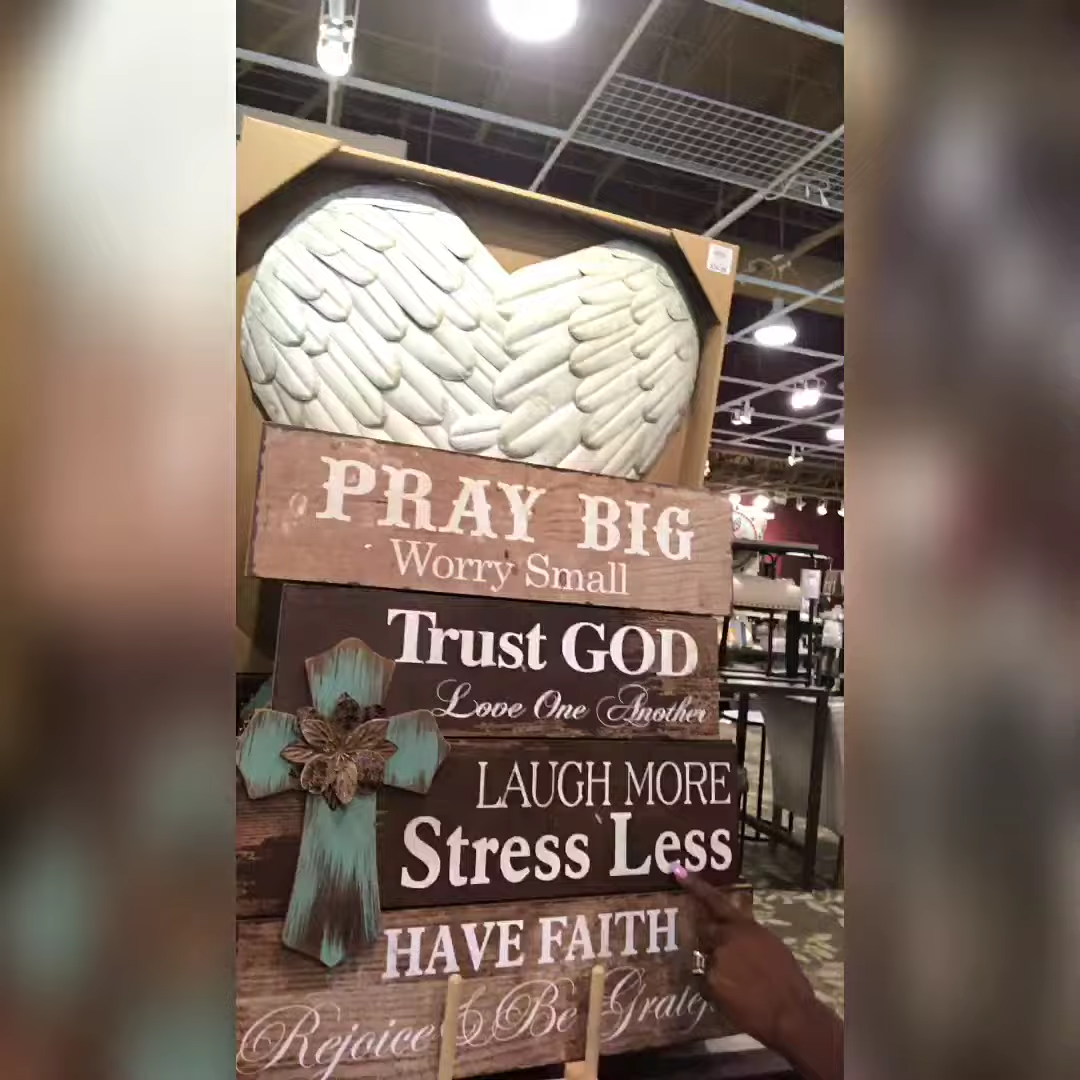 PRAY BIG
Worry Small
Trust GOD
Love One Another
LAUGH MORE
Stress Less
HAVE FAITH
Rejoice & Be